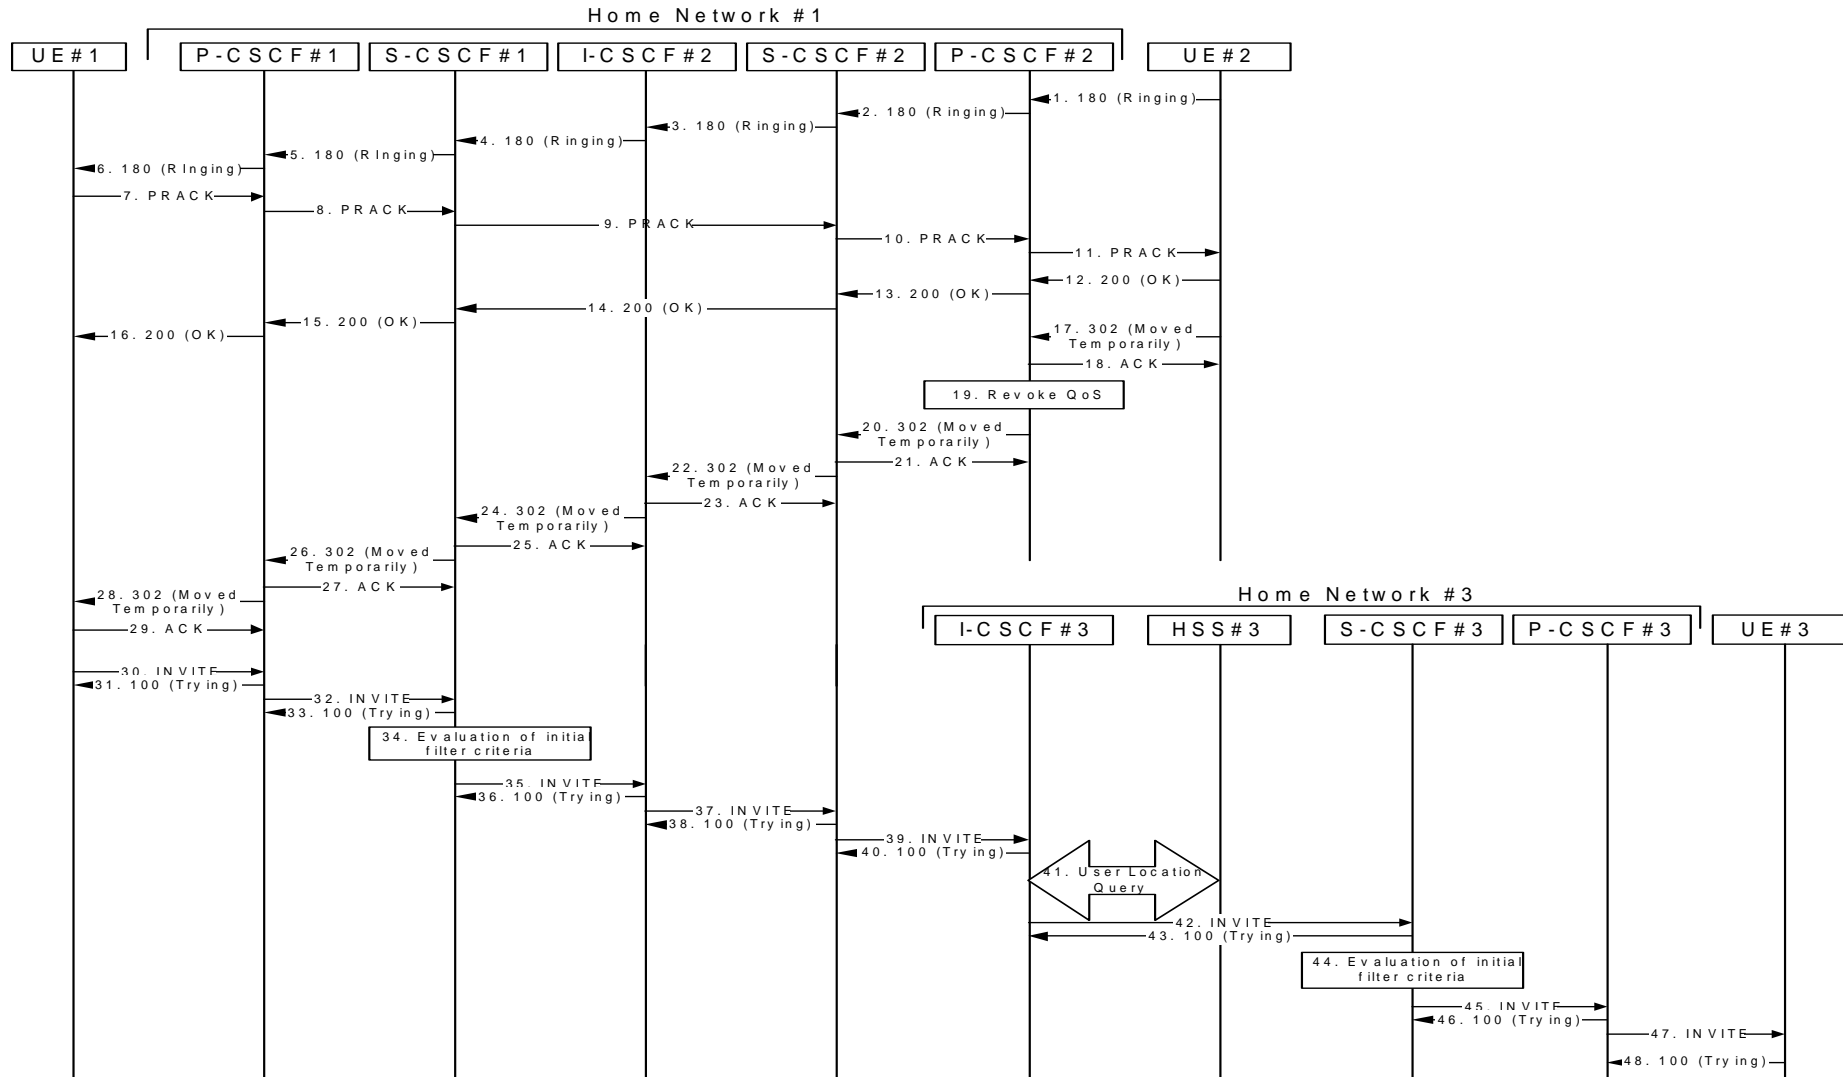 Home Network #1
UE#1
P-CSCF#1
S-CSCF#1
I-CSCF#2
S-CSCF#2
P-CSCF#2
UE#2
1. 180 (Ringing)
2. 180 (Ringing)
3. 180 (Ringing)
4. 180 (Ringing)
5. 180 (RInging)
6. 180 (RInging)
7. PRACK
8. PRACK
9. PRACK
10. PRACK
11. PRACK
12. 200 (OK)
13. 200 (OK)
14. 200 (OK)
15. 200 (OK)
16. 200 (OK)
17. 302 (Moved
Temporarily)
18. ACK
19. Revoke QoS
20. 302 (Moved
Temporarily)
21. ACK
22. 302 (Moved
Temporarily)
23. ACK
24. 302 (Moved
Temporarily)
25. ACK
26. 302 (Moved
Temporarily)
27. ACK
28. 302 (Moved
Temporarily)
29. ACK
Home Network #3
I-CSCF#3
HSS#3
S-CSCF#3
P-CSCF#3
UE#3
30. INVITE
31. 100 (Trying)
32. INVITE
33. 100 (Trying)
34. Evaluation of initial
filter criteria
35. INVITE
36. 100 (Trying)
37. INVITE
38. 100 (Trying)
39. INVITE
40. 100 (Trying)
41. User Location
Query
42. INVITE
43. 100 (Trying)
44. Evaluation of initial
filter criteria
45. INVITE
46. 100 (Trying)
47. INVITE
48. 100 (Trying)